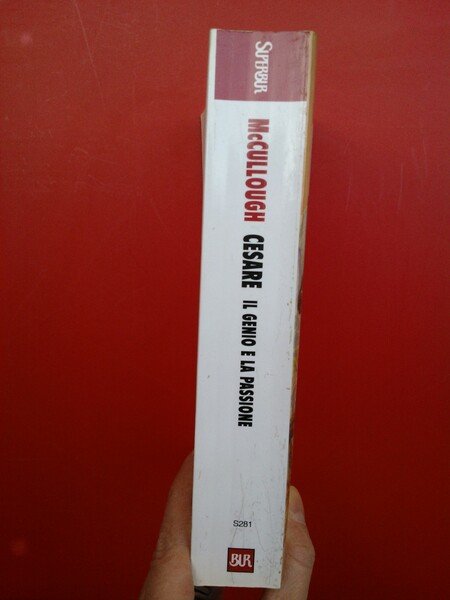 SUPERBUR
McCULLOUGH CESARE IL GENIO E LA PASSIONE
S281
BUR